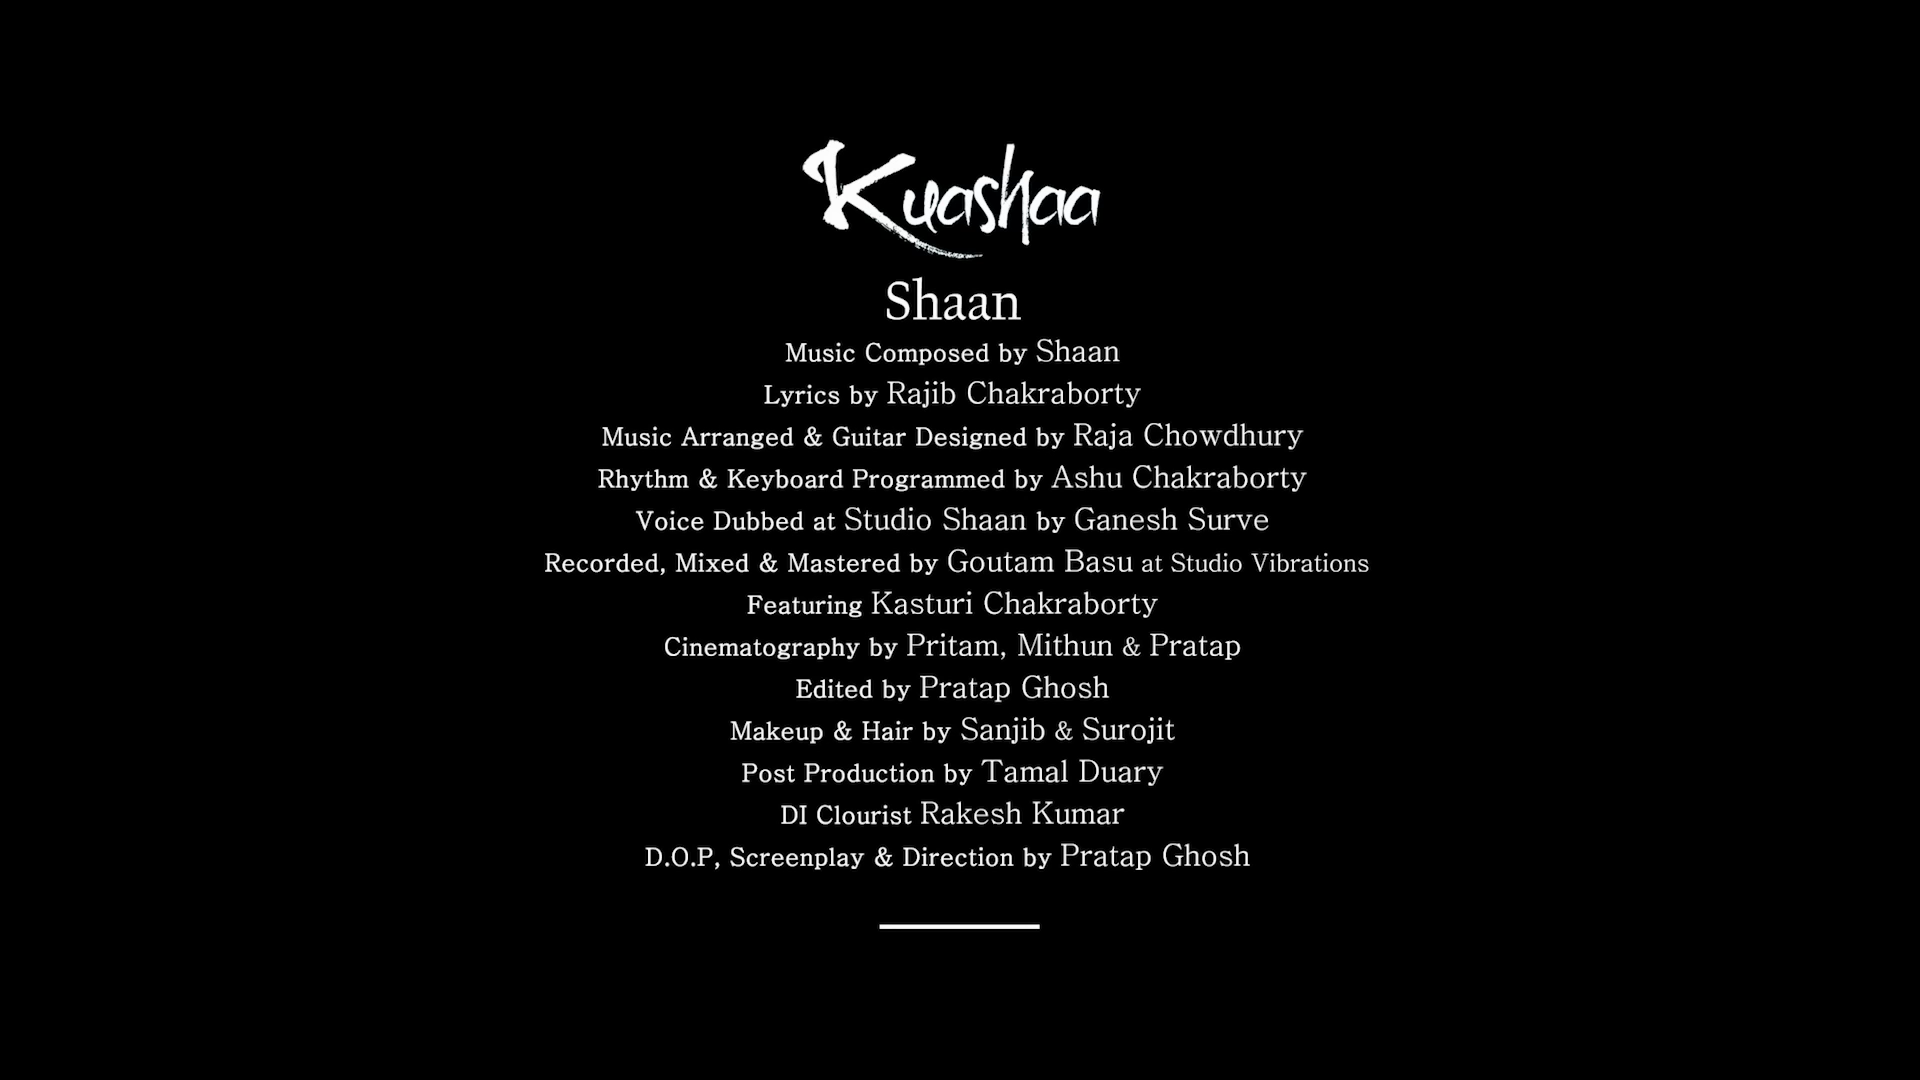 Kuashaa
Shaan
Music Composed by Shaan
Lyrics by Rajib Chakraborty
Music Arranged & Guitar Designed by Raja Chowdhury
Rhythm & Keyboard Programmed by Ashu Chakraborty
Voice Dubbed at Studio Shaan by Ganesh Surve
Recorded, Mixed & Mastered by Goutam Basu at Studio Vibrations
Featuring Kasturi Chakraborty
Cinematography by Pritam, Mithun & Pratap
Edited by Pratap Ghosh
Makeup & Hair by Sanjib & Surojit
Post Production by Tamal Duary
DI Clourist Rakesh Kumar
D.O.P, Screenplay & Direction by Pratap Ghosh